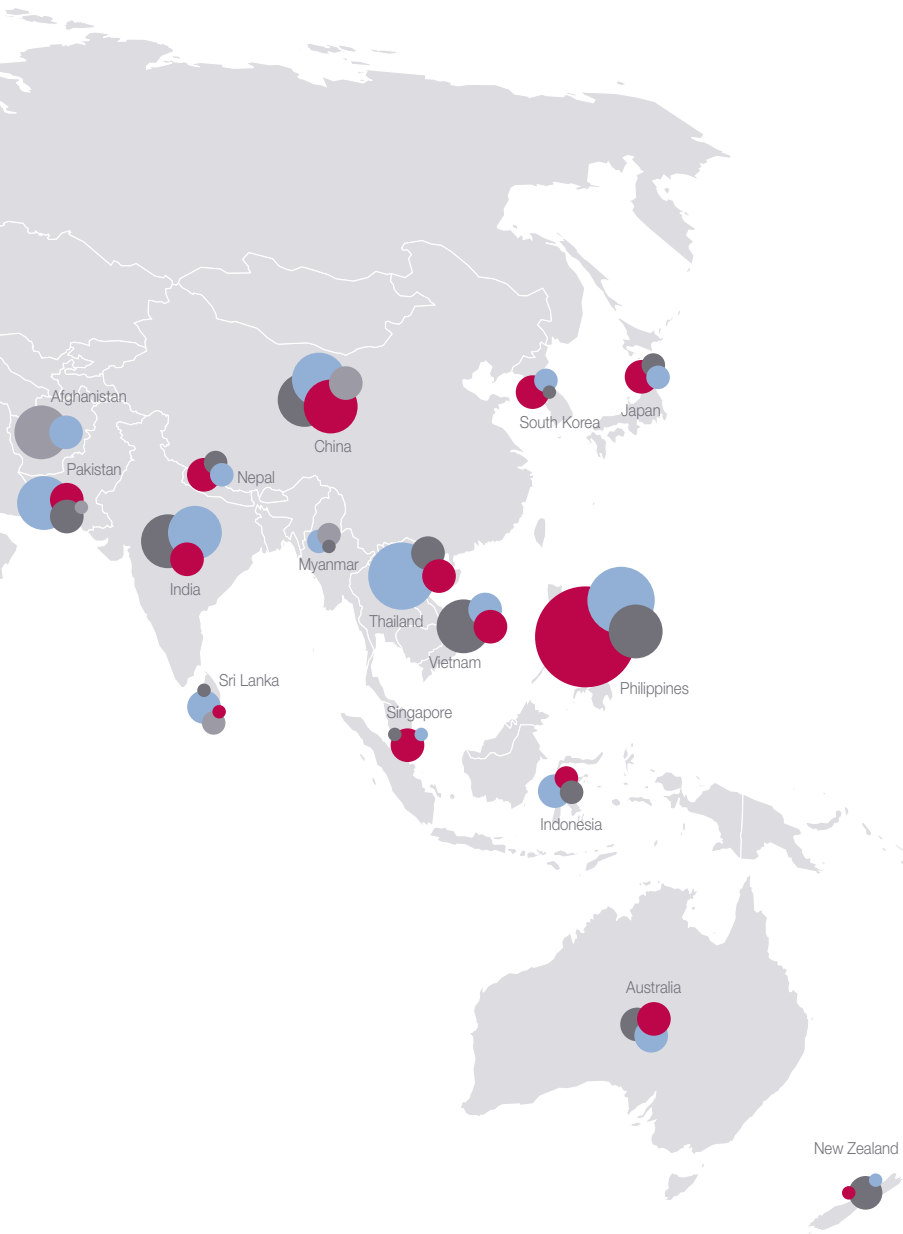 Afghanistan
South Korea
Japan
China
Pakistan
Nepal
Myanmar
India
Thailand
Vietnam
Sri Lanka
Philippines
Singapore
Indonesia
Australia
New Zealand